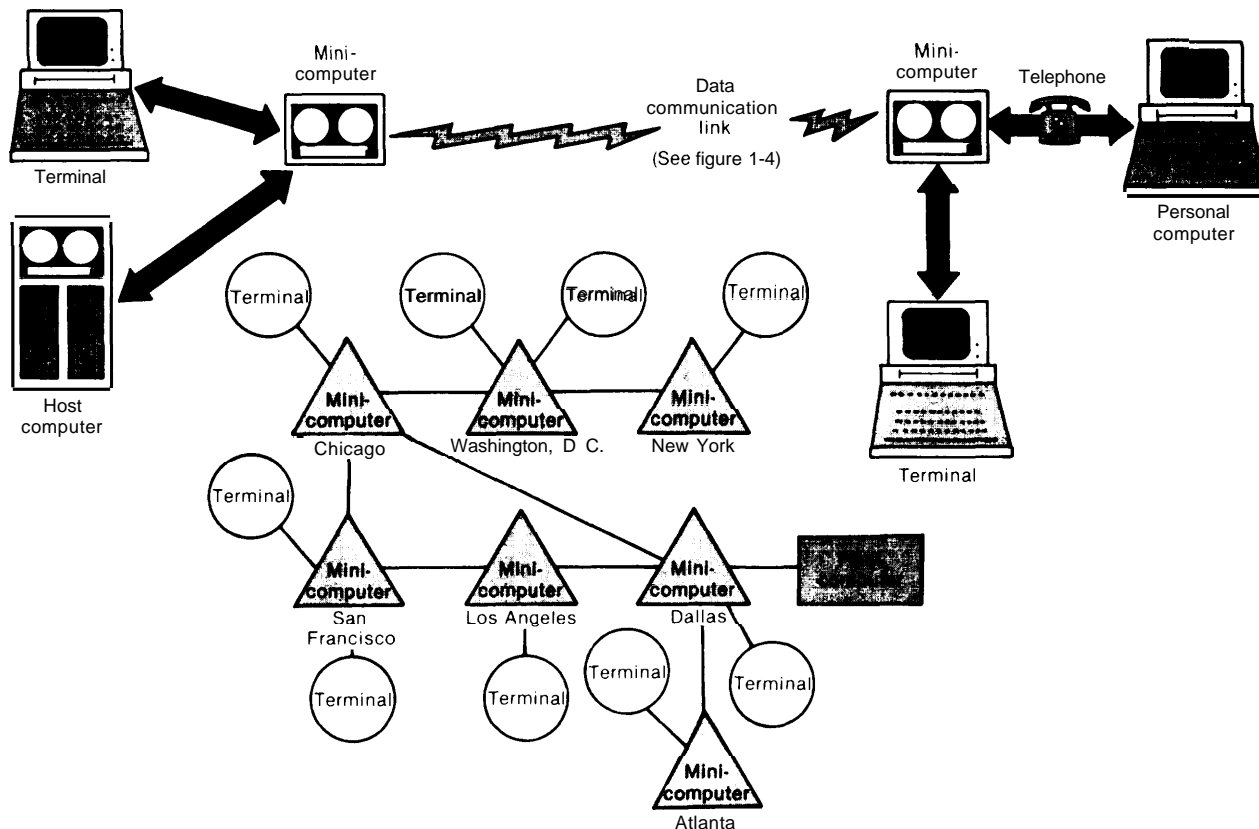 Mini-
computer
Data
communication
link
(See figure 1-4)
Mini-
computer
Telephone
Terminal
Personal
computer
Host
computer
Terminal
Terminal
Terminal
Terminal
Terminal
Mini-
computer
Chicago
Mini-
computer
Washington, D C.
Mini-
computer
New York
Terminal
Mini-
computer
San
Francisco
Mini-
computer
Los Angeles
Mini-
computer
Dallas
computer
Terminal
Terminal
Terminal
Terminal
Mini-
computer
Atlanta